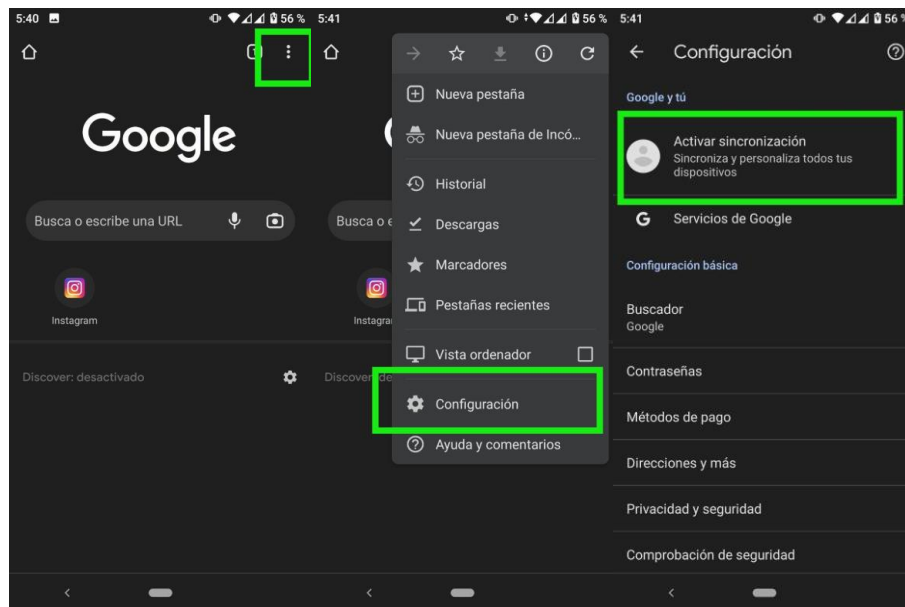 5:40
56 %
Google
Busca o escribe una URL
Instagram
Discover: desactivado
5:41
56 %
Busca o e
Instagra
Discover: de
Nueva pestaña
Nueva pestaña de Incó...
Historial
Descargas
Marcadores
Pestañas recientes
Vista ordenador
Configuración
Ayuda y comentarios
5:41
56 %
Configuración
Google y tú
Activar sincronización
Sincroniza y personaliza todos tus
dispositivos
G Servicios de Google
Configuración básica
Buscador
Google
Contraseñas
Métodos de pago
Direcciones y más
Privacidad y seguridad
Comprobación de seguridad